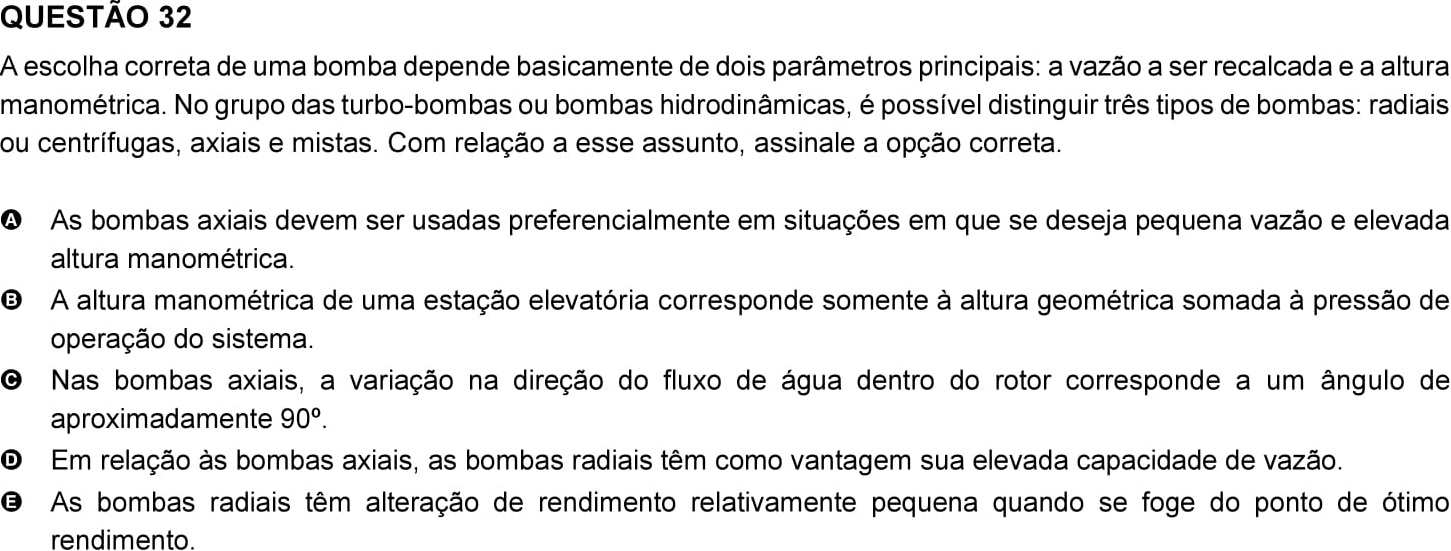 QUESTÃO 32
A escolha correta de uma bomba depende basicamente de dois parâmetros principais: a vazão a ser recalcada e a altura
manométrica. No grupo das turbo-bombas ou bombas hidrodinâmicas, é possível distinguir três tipos de bombas: radiais
ou centrífugas, axiais e mistas. Com relação a esse assunto, assinale a opção correta.
A As bombas axiais devem ser usadas preferencialmente em situações em que se deseja pequena vazão e elevada
altura manométrica.
B A altura manométrica de uma estação elevatória corresponde somente à altura geométrica somada à pressão de
operação do sistema.
C Nas bombas axiais, a variação na direção do fluxo de água dentro do rotor corresponde a um ângulo de
aproximadamente 90º.
D Em relação às bombas axiais, as bombas radiais têm como vantagem sua elevada capacidade de vazão.
E As bombas radiais têm alteração de rendimento relativamente pequena quando se foge do ponto de ótimo
rendimento.